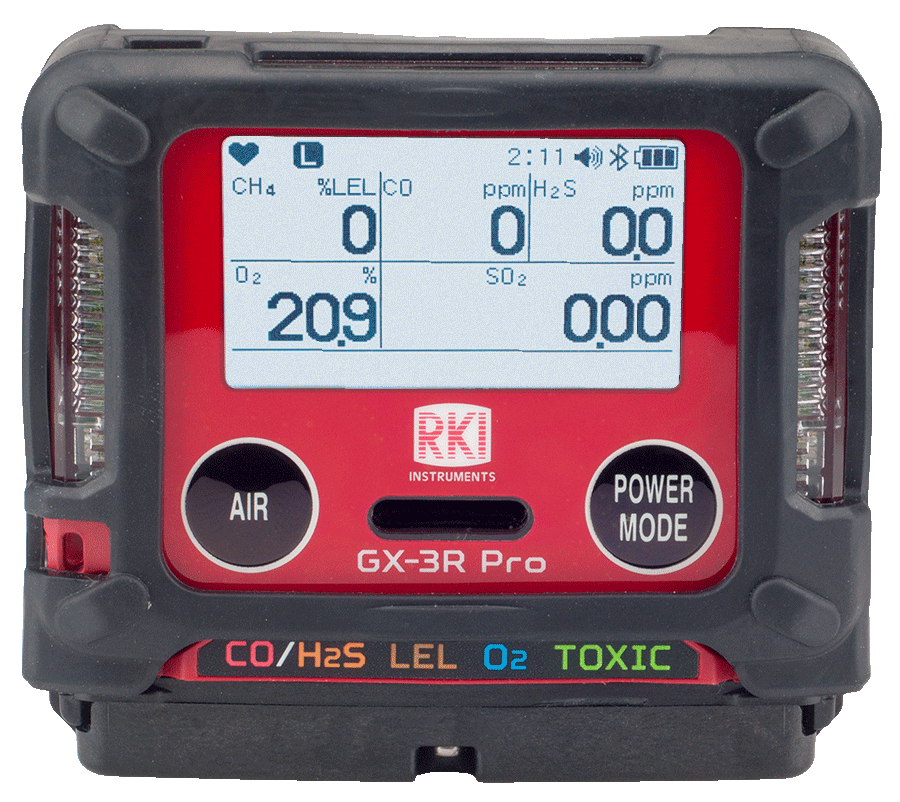 L 2:11
CH₄ %LEL CO ppm H₂S ppm
0 0 0.0
O₂ % SO₂ ppm
20.9 0.00
RKI
INSTRUMENTS
AIR
POWER
MODE
GX-3R Pro
CO/H2S LEL O2 TOXIC